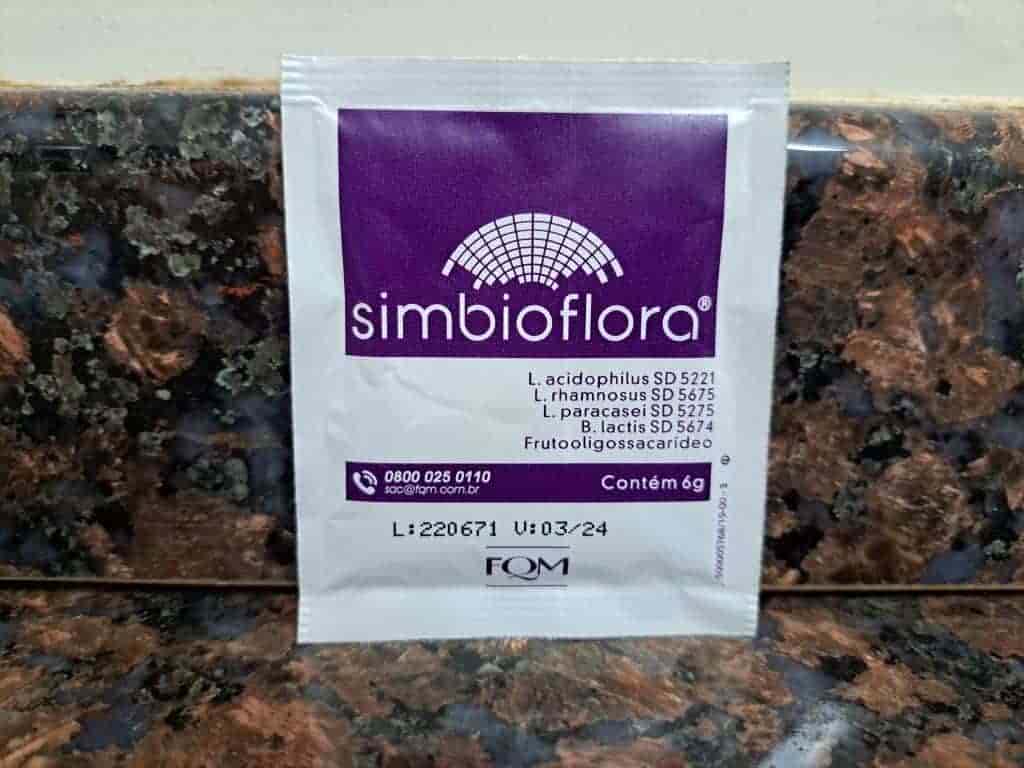 simbioflora®
L. acidophilus SD 5221
L. rhamnosus SD 5675
L. paracasei SD 5275
B. lactis SD 5674
Frutooligossacarídeo
0800 025 0110
sac@fqm.com.br
Contém 6g
L:220671 V:03/24
FQM